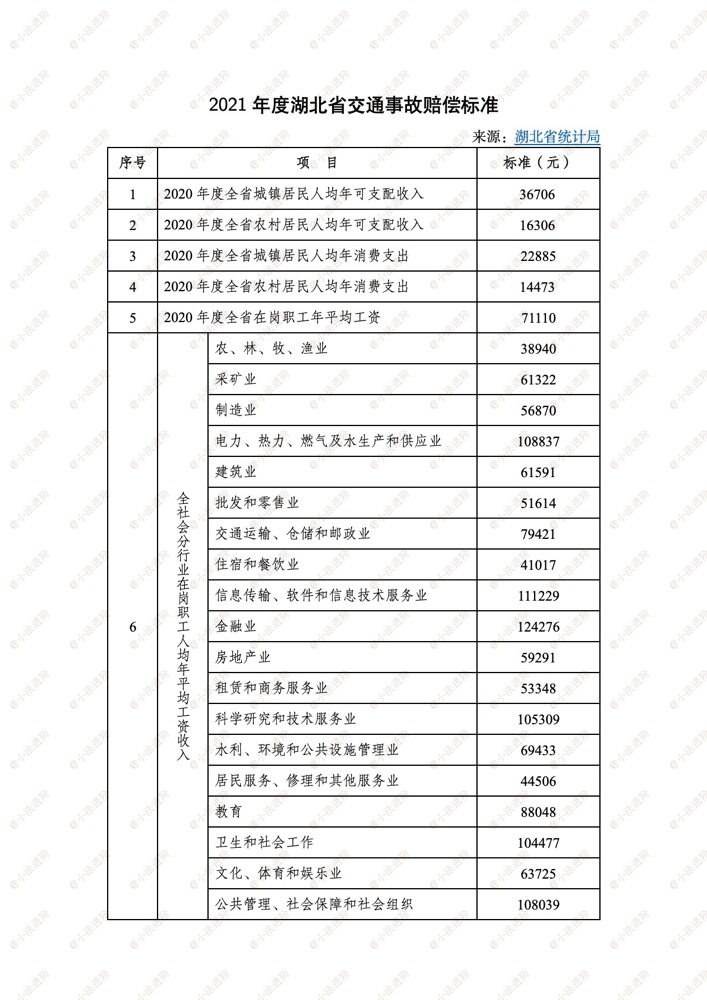 2021 年度湖北省交通事故赔偿标准
来源：湖北省统计局
序号 项 目 标准（元）
1 2020 年度全省城镇居民人均年可支配收入 36706
2 2020 年度全省农村居民人均年可支配收入 16306
3 2020 年度全省城镇居民人均年消费支出 22885
4 2020 年度全省农村居民人均年消费支出 14473
5 2020 年度全省在岗职工年平均工资 71110
6 全社会分行业在岗职工人均年平均工资收入
农、林、牧、渔业 38940
采矿业 61322
制造业 56870
电力、热力、燃气及水生产和供应业 108837
建筑业 61591
批发和零售业 51614
交通运输、仓储和邮政业 79421
住宿和餐饮业 41017
信息传输、软件和信息技术服务业 111229
金融业 124276
房地产业 59291
租赁和商务服务业 53348
科学研究和技术服务业 105309
水利、环境和公共设施管理业 69433
居民服务、修理和其他服务业 44506
教育 88048
卫生和社会工作 104477
文化、体育和娱乐业 63725
公共管理、社会保障和社会组织 108039
@小法进阶